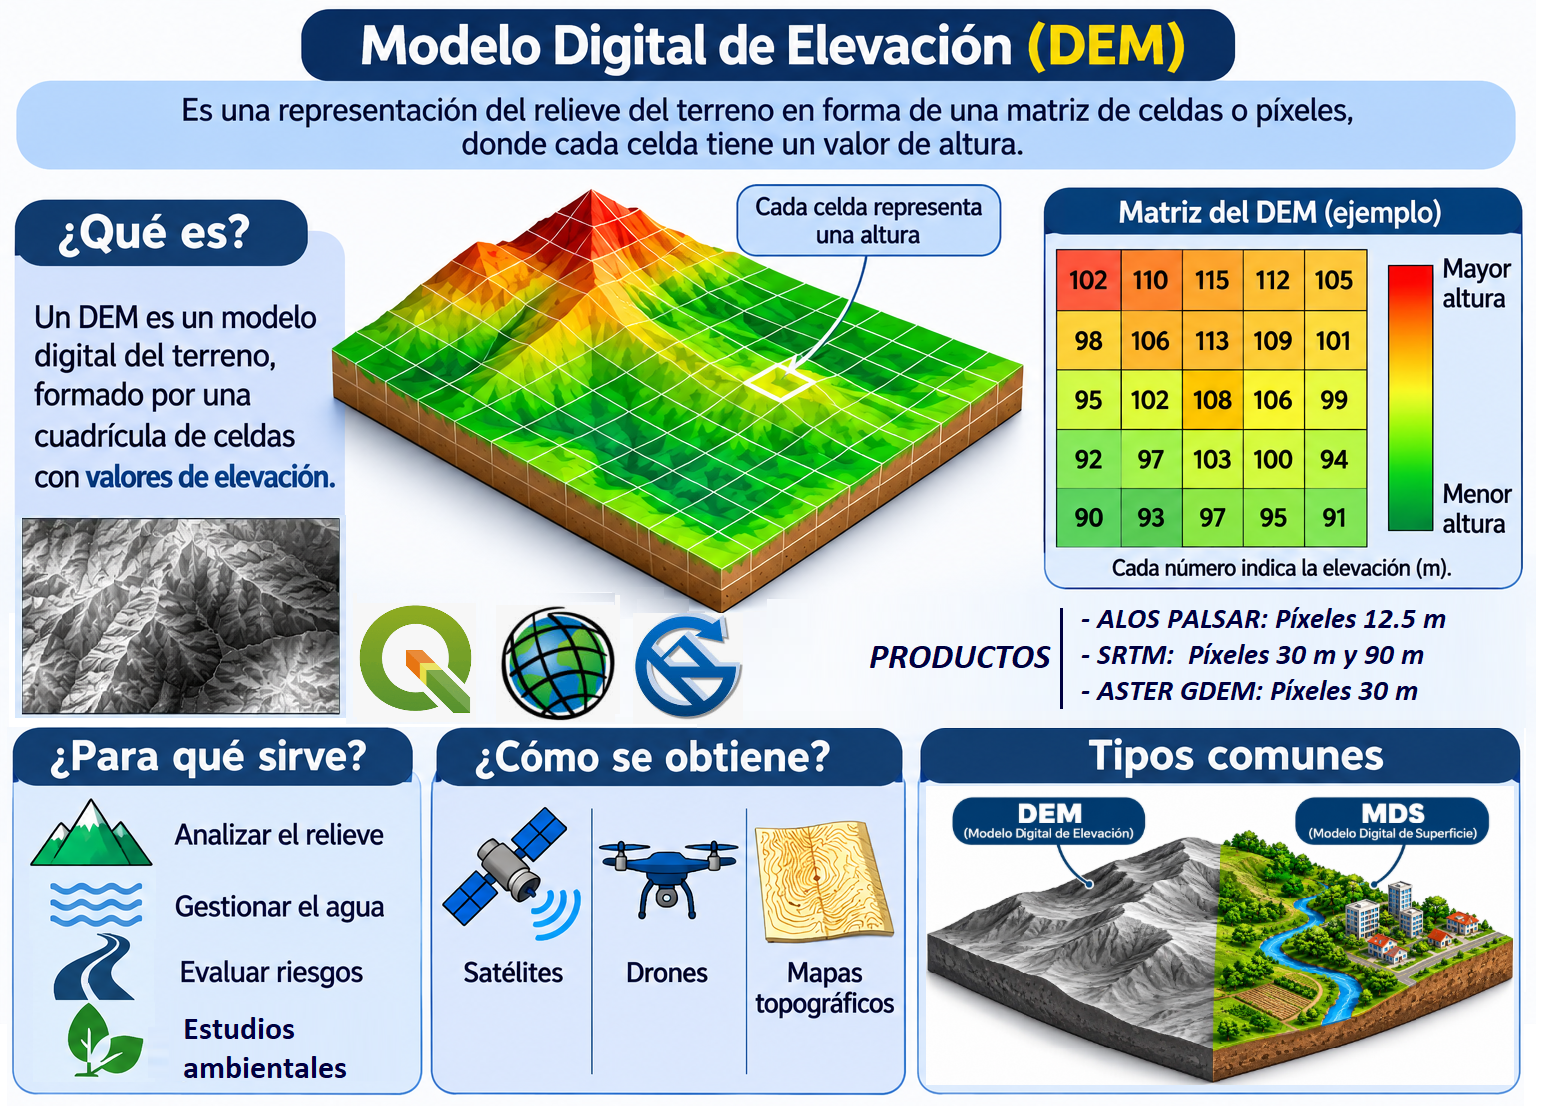 Modelo Digital de Elevación (DEM)
Es una representación del relieve del terreno en forma de una matriz de celdas o píxeles,
donde cada celda tiene un valor de altura.
¿Qué es?
Un DEM es un modelo
digital del terreno,
formado por una
cuadrícula de celdas
con valores de elevación.
Cada celda representa
una altura
Matriz del DEM (ejemplo)
102 110 115 112 105
98 106 113 109 101
95 102 108 106 99
92 97 103 100 94
90 93 97 95 91
Mayor
altura
Menor
altura
Cada número indica la elevación (m).
PRODUCTOS
- ALOS PALSAR: Píxeles 12.5 m
- SRTM: Píxeles 30 m y 90 m
- ASTER GDEM: Píxeles 30 m
¿Para qué sirve?
Analizar el relieve
Gestionar el agua
Evaluar riesgos
Estudios
ambientales
¿Cómo se obtiene?
Satélites
Drones
Mapas
topográficos
Tipos comunes
DEM
(Modelo Digital de Elevación)
MDS
(Modelo Digital de Superficie)